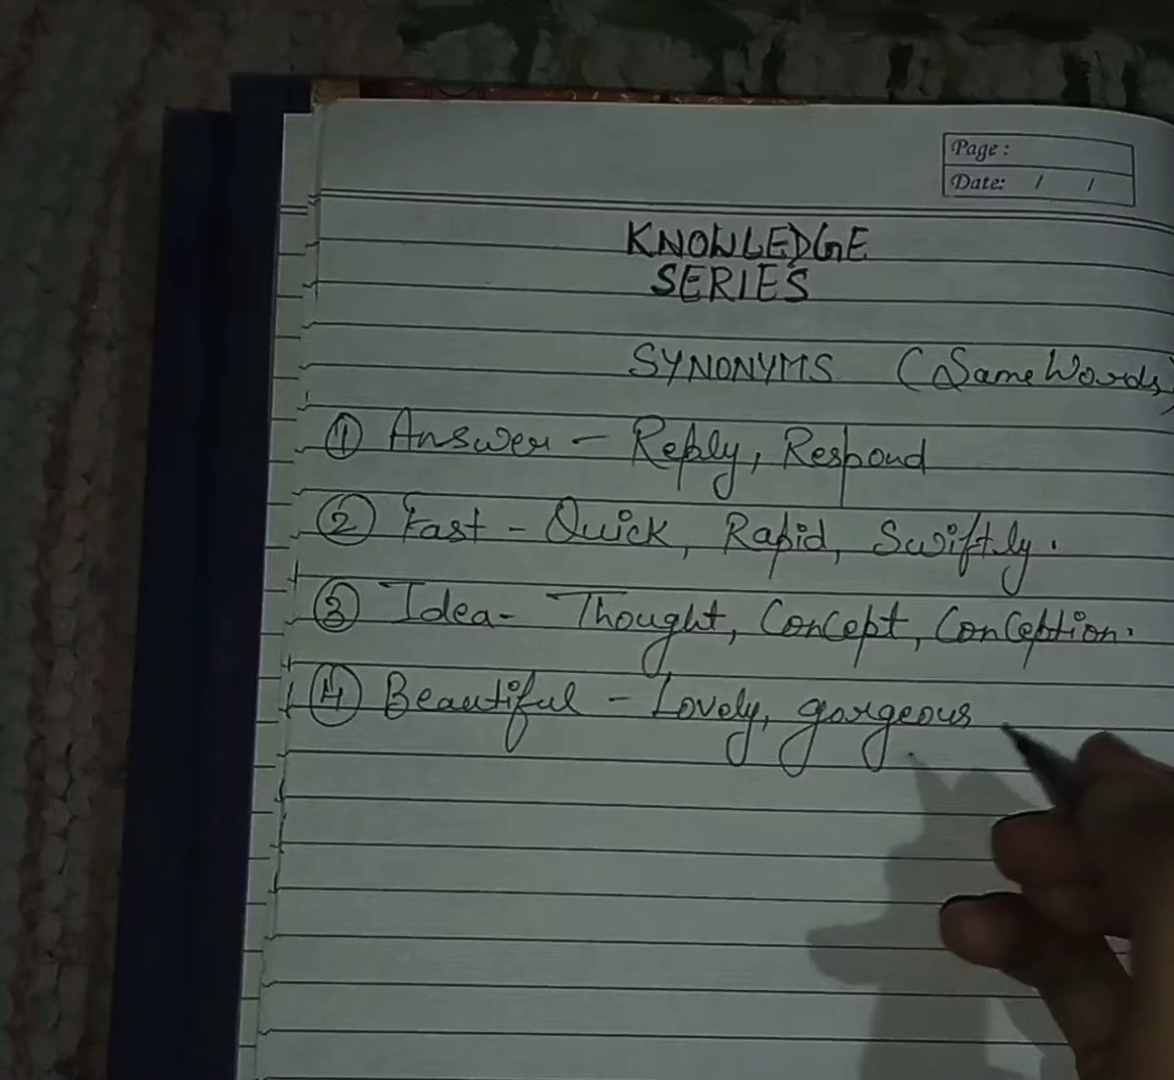 Page :
Date: / /
KNOWLEDGE
SERIES
SYNONYMS (Same Words)
① Answer – Reply, Respond
② Fast – Quick, Rapid, Swiftly.
③ Idea – Thought, Concept, Conception.
④ Beautiful – Lovely, gorgeous